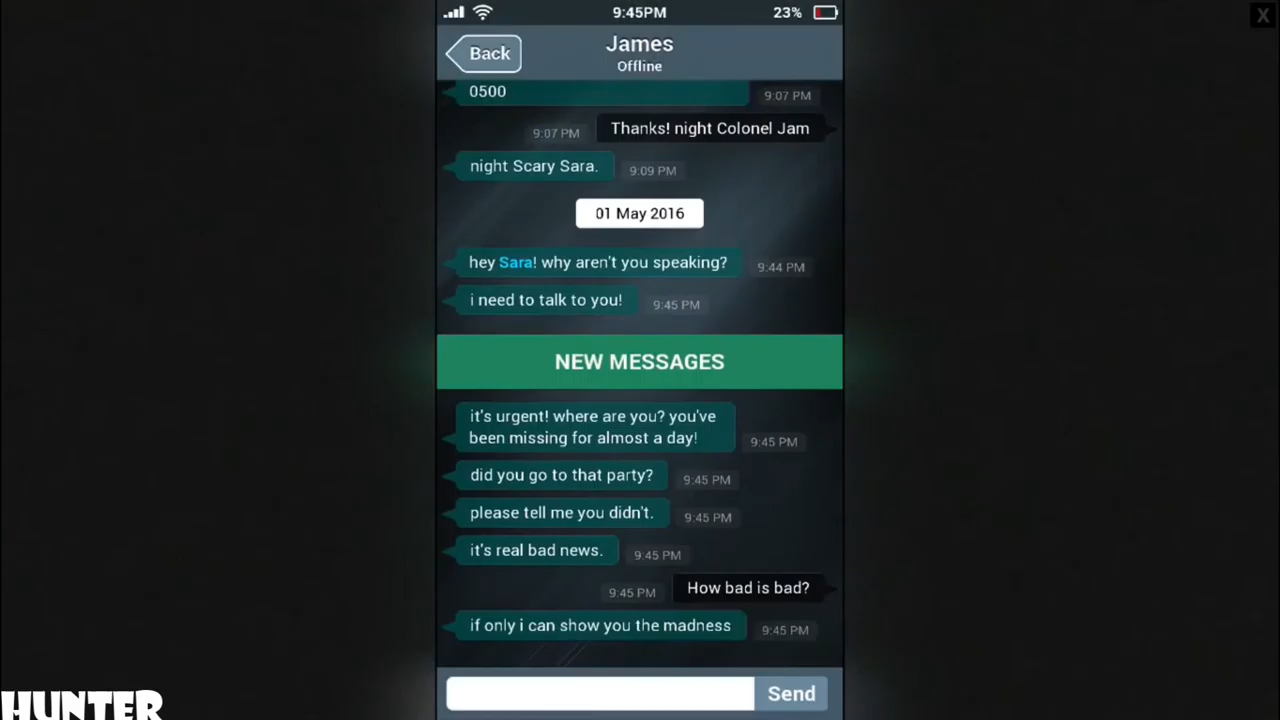 9:45PM
23%
X
Back
James
Offline
0500
9:07 PM
9:07 PM
Thanks! night Colonel Jam
night Scary Sara.
9:09 PM
01 May 2016
hey Sara! why aren't you speaking?
9:44 PM
i need to talk to you!
9:45 PM
NEW MESSAGES
it's urgent! where are you? you've
been missing for almost a day!
9:45 PM
did you go to that party?
9:45 PM
please tell me you didn't.
9:45 PM
it's real bad news.
9:45 PM
9:45 PM
How bad is bad?
if only i can show you the madness
9:45 PM
Send
HUNTER